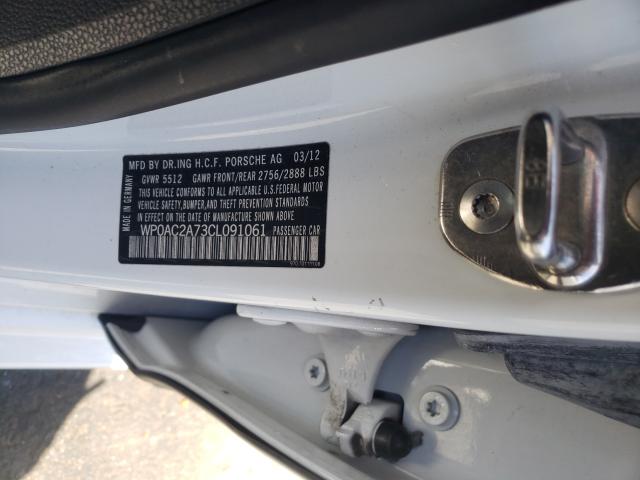 MFD BY DR.ING H.C.F. PORSCHE AG 03/12
GVWR 5512 GAWR FRONT/REAR 2756/2888 LBS
THIS VEHICLE CONFORMS TO ALL APPLICABLE U.S.FEDERAL MOTOR
VEHICLE SAFETY,BUMPER,AND THEFT PREVENTION STANDARDS
IN EFFECT ON THE DATE OF MANUFACTURE SHOWN ABOVE.
WP0AC2A73CL091061 PASSENGER CAR
MADE IN GERMANY